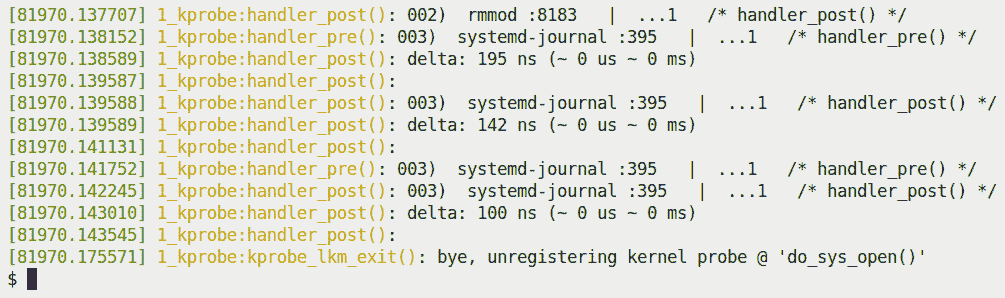 [81970.137707] 1_kprobe:handler_post(): 002)  rmmod :8183   |  ...1   /* handler_post() */
[81970.138152] 1_kprobe:handler_pre(): 003)  systemd-journal :395   |  ...1   /* handler_pre() */
[81970.138589] 1_kprobe:handler_post(): delta: 195 ns (~ 0 us ~ 0 ms)
[81970.139587] 1_kprobe:handler_post():
[81970.139588] 1_kprobe:handler_post(): 003)  systemd-journal :395   |  ...1   /* handler_post() */
[81970.139589] 1_kprobe:handler_post(): delta: 142 ns (~ 0 us ~ 0 ms)
[81970.141131] 1_kprobe:handler_post():
[81970.141752] 1_kprobe:handler_pre(): 003)  systemd-journal :395   |  ...1   /* handler_pre() */
[81970.142245] 1_kprobe:handler_post(): 003)  systemd-journal :395   |  ...1   /* handler_post() */
[81970.143010] 1_kprobe:handler_post(): delta: 100 ns (~ 0 us ~ 0 ms)
[81970.143545] 1_kprobe:handler_post():
[81970.175571] 1_kprobe:kprobe_lkm_exit(): bye, unregistering kernel probe @ 'do_sys_open()'
$